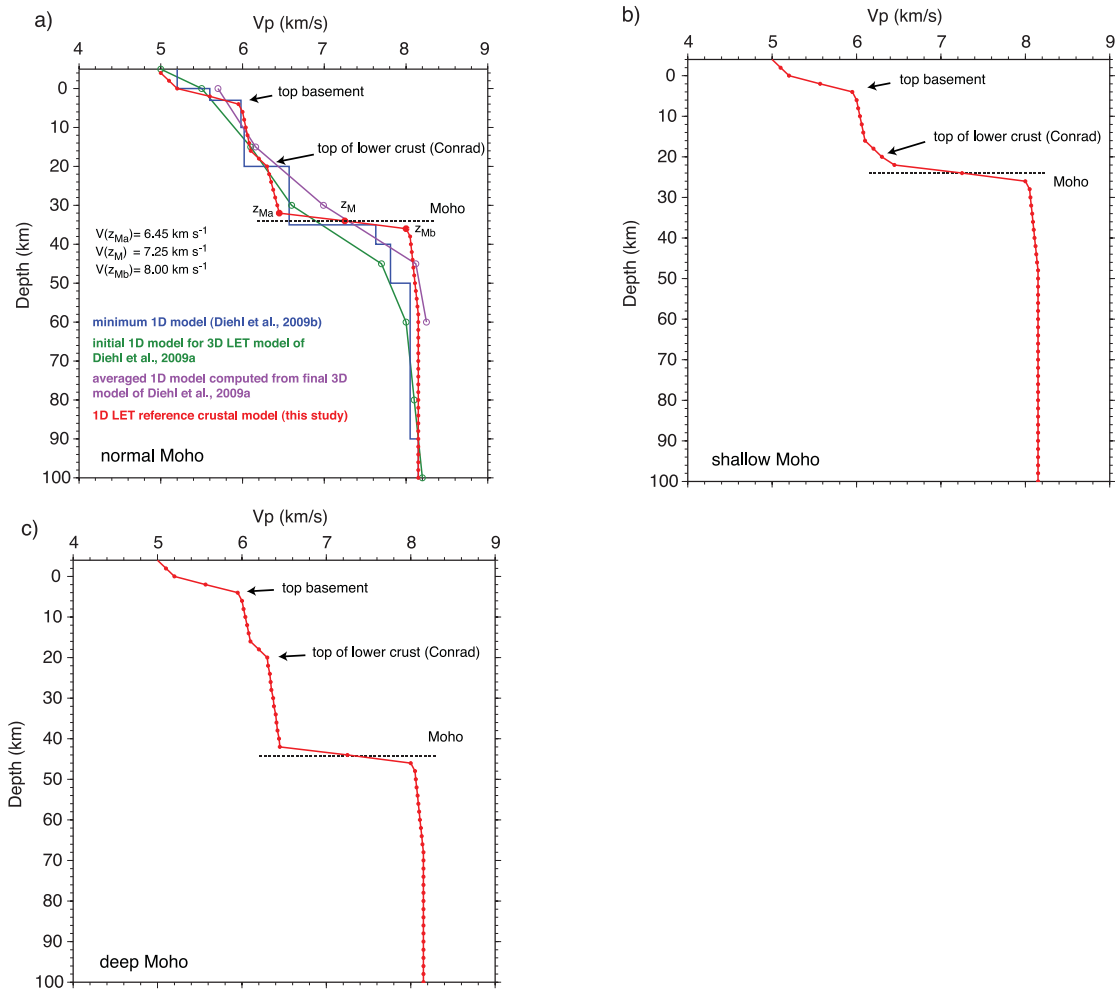 a)
Vp (km/s)
4 5 6 7 8 9
0
10
20
30
40
50
60
70
80
90
100
Depth (km)
top basement
top of lower crust (Conrad)
zMa
zM
Moho
zMb
V(zMa)= 6.45 km s-1
V(zM) = 7.25 km s-1
V(zMb)= 8.00 km s-1
minimum 1D model (Diehl et al., 2009b)
initial 1D model for 3D LET model of
Diehl et al., 2009a
averaged 1D model computed from final 3D
model of Diehl et al., 2009a
1D LET reference crustal model (this study)
normal Moho
b)
Vp (km/s)
4 5 6 7 8 9
0
10
20
30
40
50
60
70
80
90
100
Depth (km)
top basement
top of lower crust (Conrad)
Moho
shallow Moho
c)
Vp (km/s)
4 5 6 7 8 9
0
10
20
30
40
50
60
70
80
90
100
Depth (km)
top basement
top of lower crust (Conrad)
Moho
deep Moho